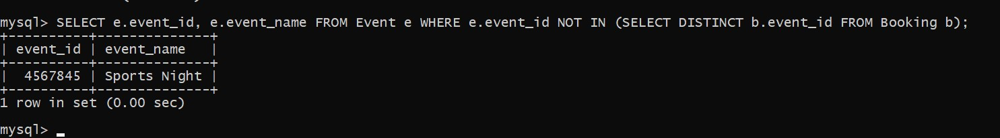 mysql> SELECT e.event_id, e.event_name FROM Event e WHERE e.event_id NOT IN (SELECT DISTINCT b.event_id FROM Booking b);
+----------+--------------+
| event_id | event_name   |
+----------+--------------+
|  4567845 | Sports Night |
+----------+--------------+
1 row in set (0.00 sec)
mysql> _